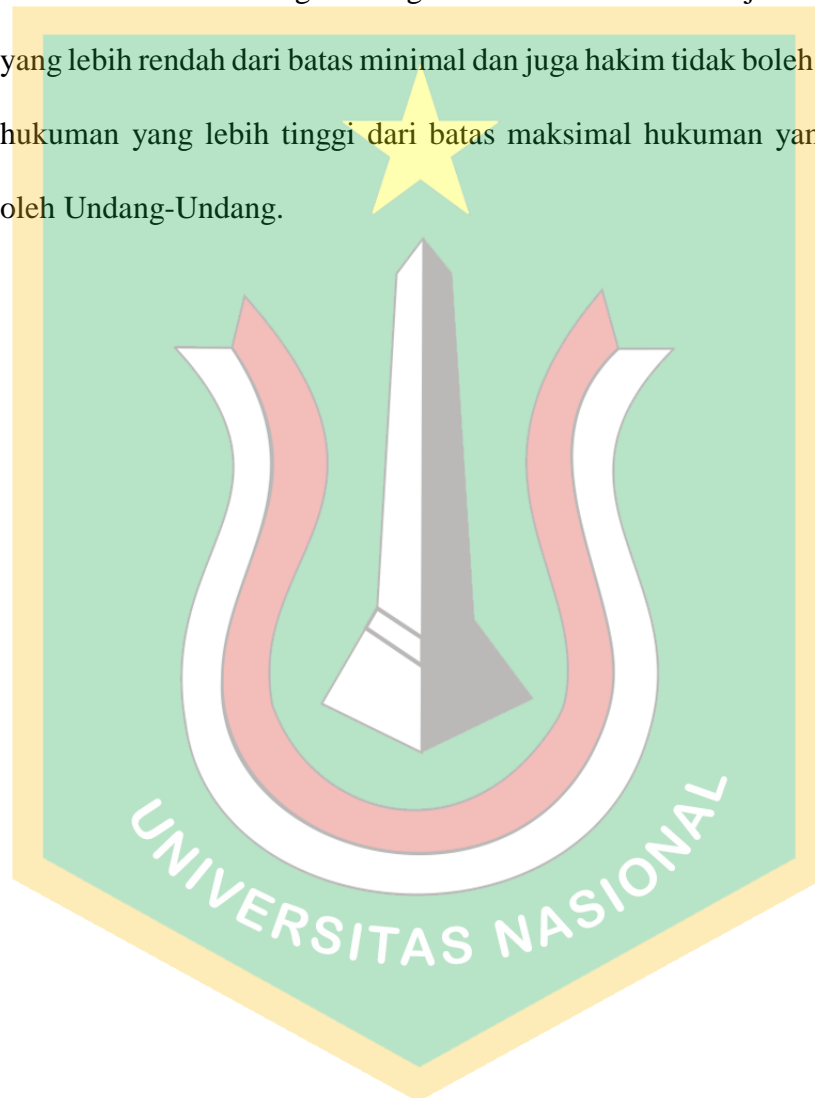 yang lebih rendah dari batas minimal dan juga hakim tidak boleh
hukuman yang lebih tinggi dari batas maksimal hukuman yan
oleh Undang-Undang.
UNIVERSITAS NASIONAL